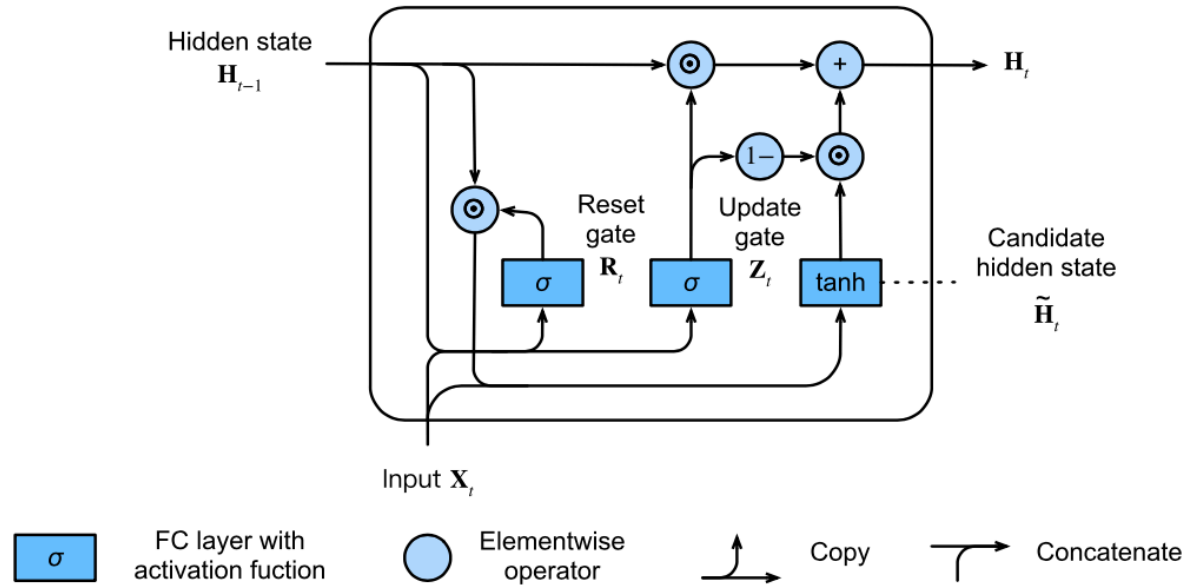 Hidden state
H_{t−1}
H_t
+
1−
Reset
gate
R_t
Update
gate
Z_t
Candidate
hidden state
H̃_t
σ
σ
tanh
Input X_t
σ
FC layer with
activation fuction
Elementwise
operator
Copy
Concatenate